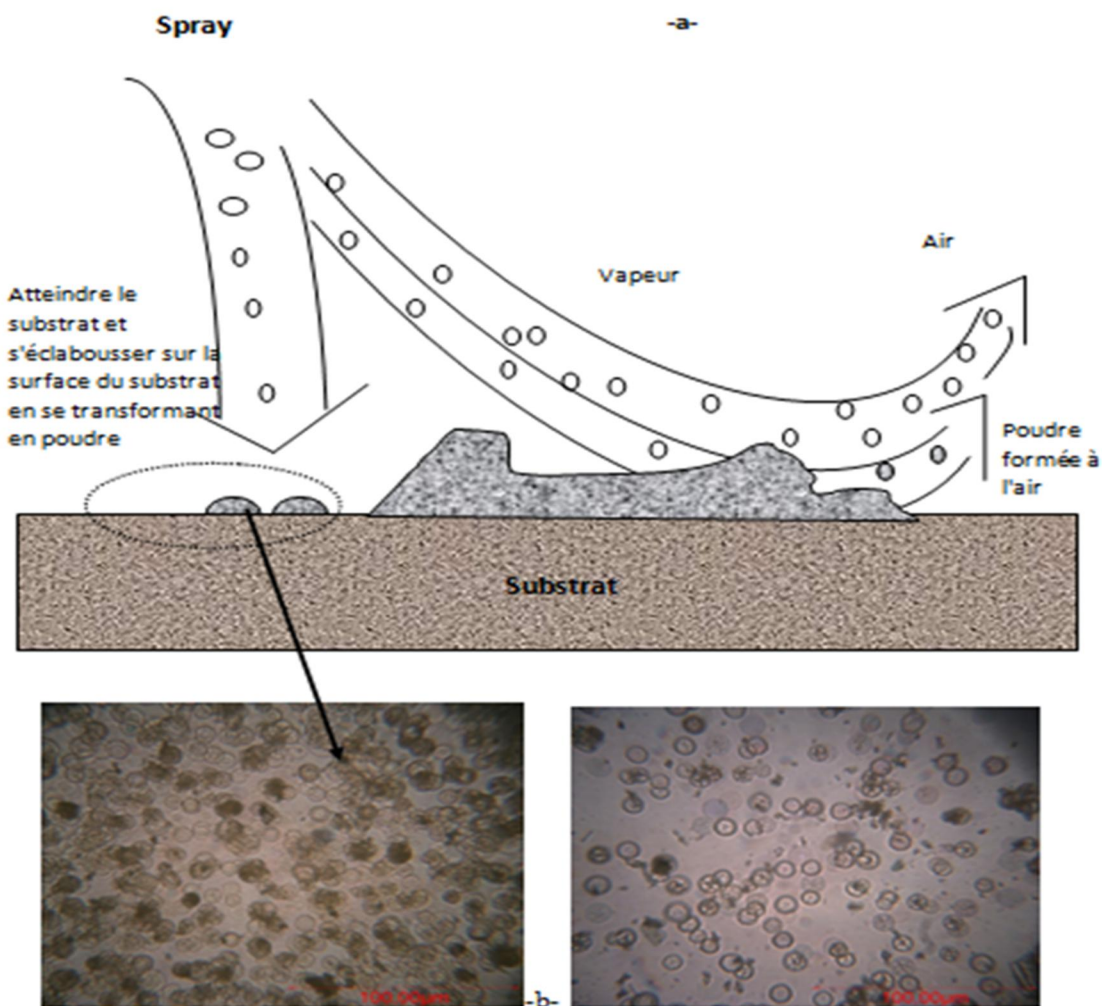 Spray
-a-
Air
Vapeur
Atteindre le
substrat et
s'éclabousser sur la
surface du substrat
en se transformant
en poudre
Poudre
formée à
l'air
Substrat
100.00µm
-b-
100.00µm